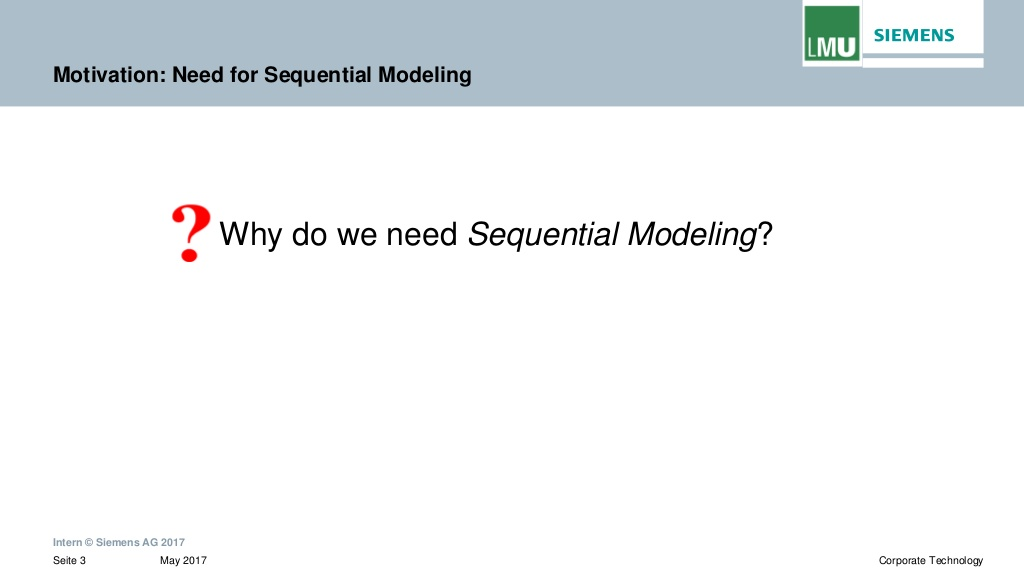 LMU
SIEMENS
Motivation: Need for Sequential Modeling
? Why do we need Sequential Modeling?
Intern © Siemens AG 2017
Seite 3 May 2017 Corporate Technology